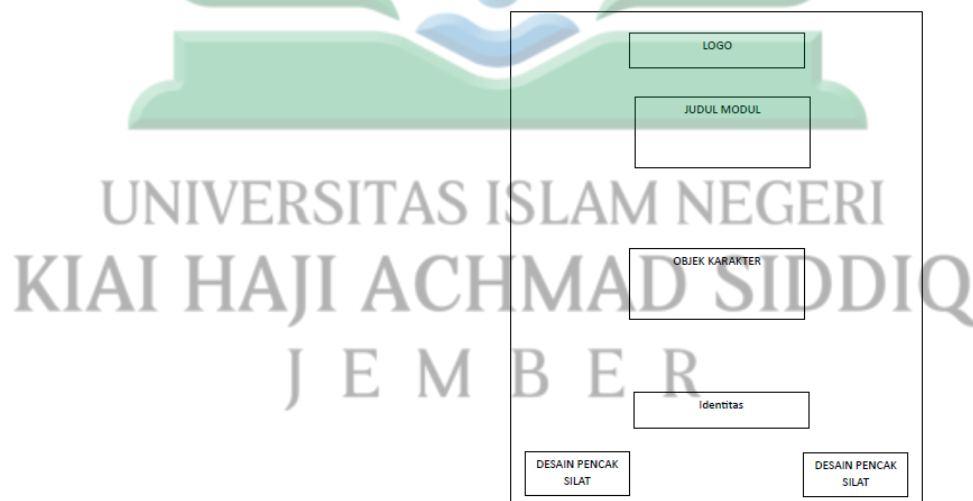 LOGO
JUDUL MODUL
UNIVERSITAS ISLAM NEGERI
OBJEK KARAKTER
KIAI HAJI ACHMAD SIDDIQ
JEMBER
Identitas
DESAIN PENCAK
SILAT
DESAIN PENCAK
SILAT